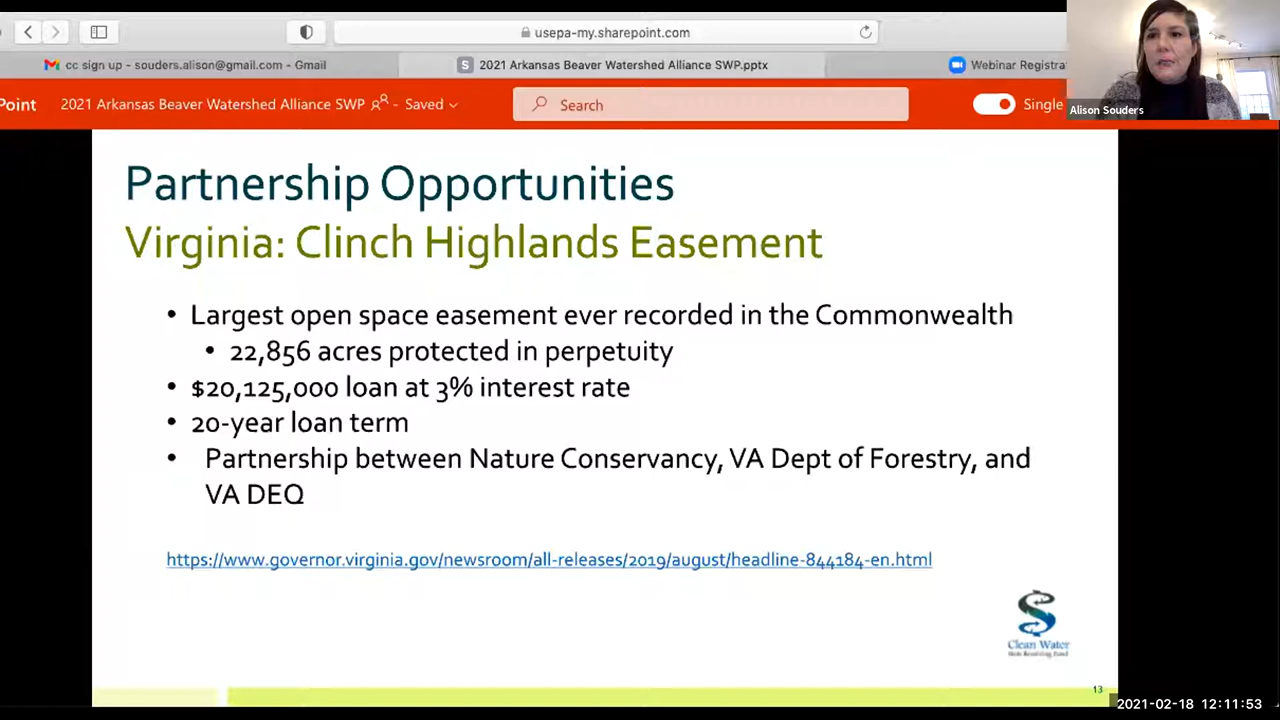 usepa-my.sharepoint.com
cc sign up - souders.alison@gmail.com - Gmail
S 2021 Arkansas Beaver Watershed Alliance SWP.pptx
Webinar Registra
Point 2021 Arkansas Beaver Watershed Alliance SWP - Saved
Search
Single
Alison Souders
Partnership Opportunities
Virginia: Clinch Highlands Easement
• Largest open space easement ever recorded in the Commonwealth
• 22,856 acres protected in perpetuity
• $20,125,000 loan at 3% interest rate
• 20-year loan term
• Partnership between Nature Conservancy, VA Dept of Forestry, and
VA DEQ
https://www.governor.virginia.gov/newsroom/all-releases/2019/august/headline-844184-en.html
Clean Water
State Revolving Fund
13
2021-02-18 12:11:53